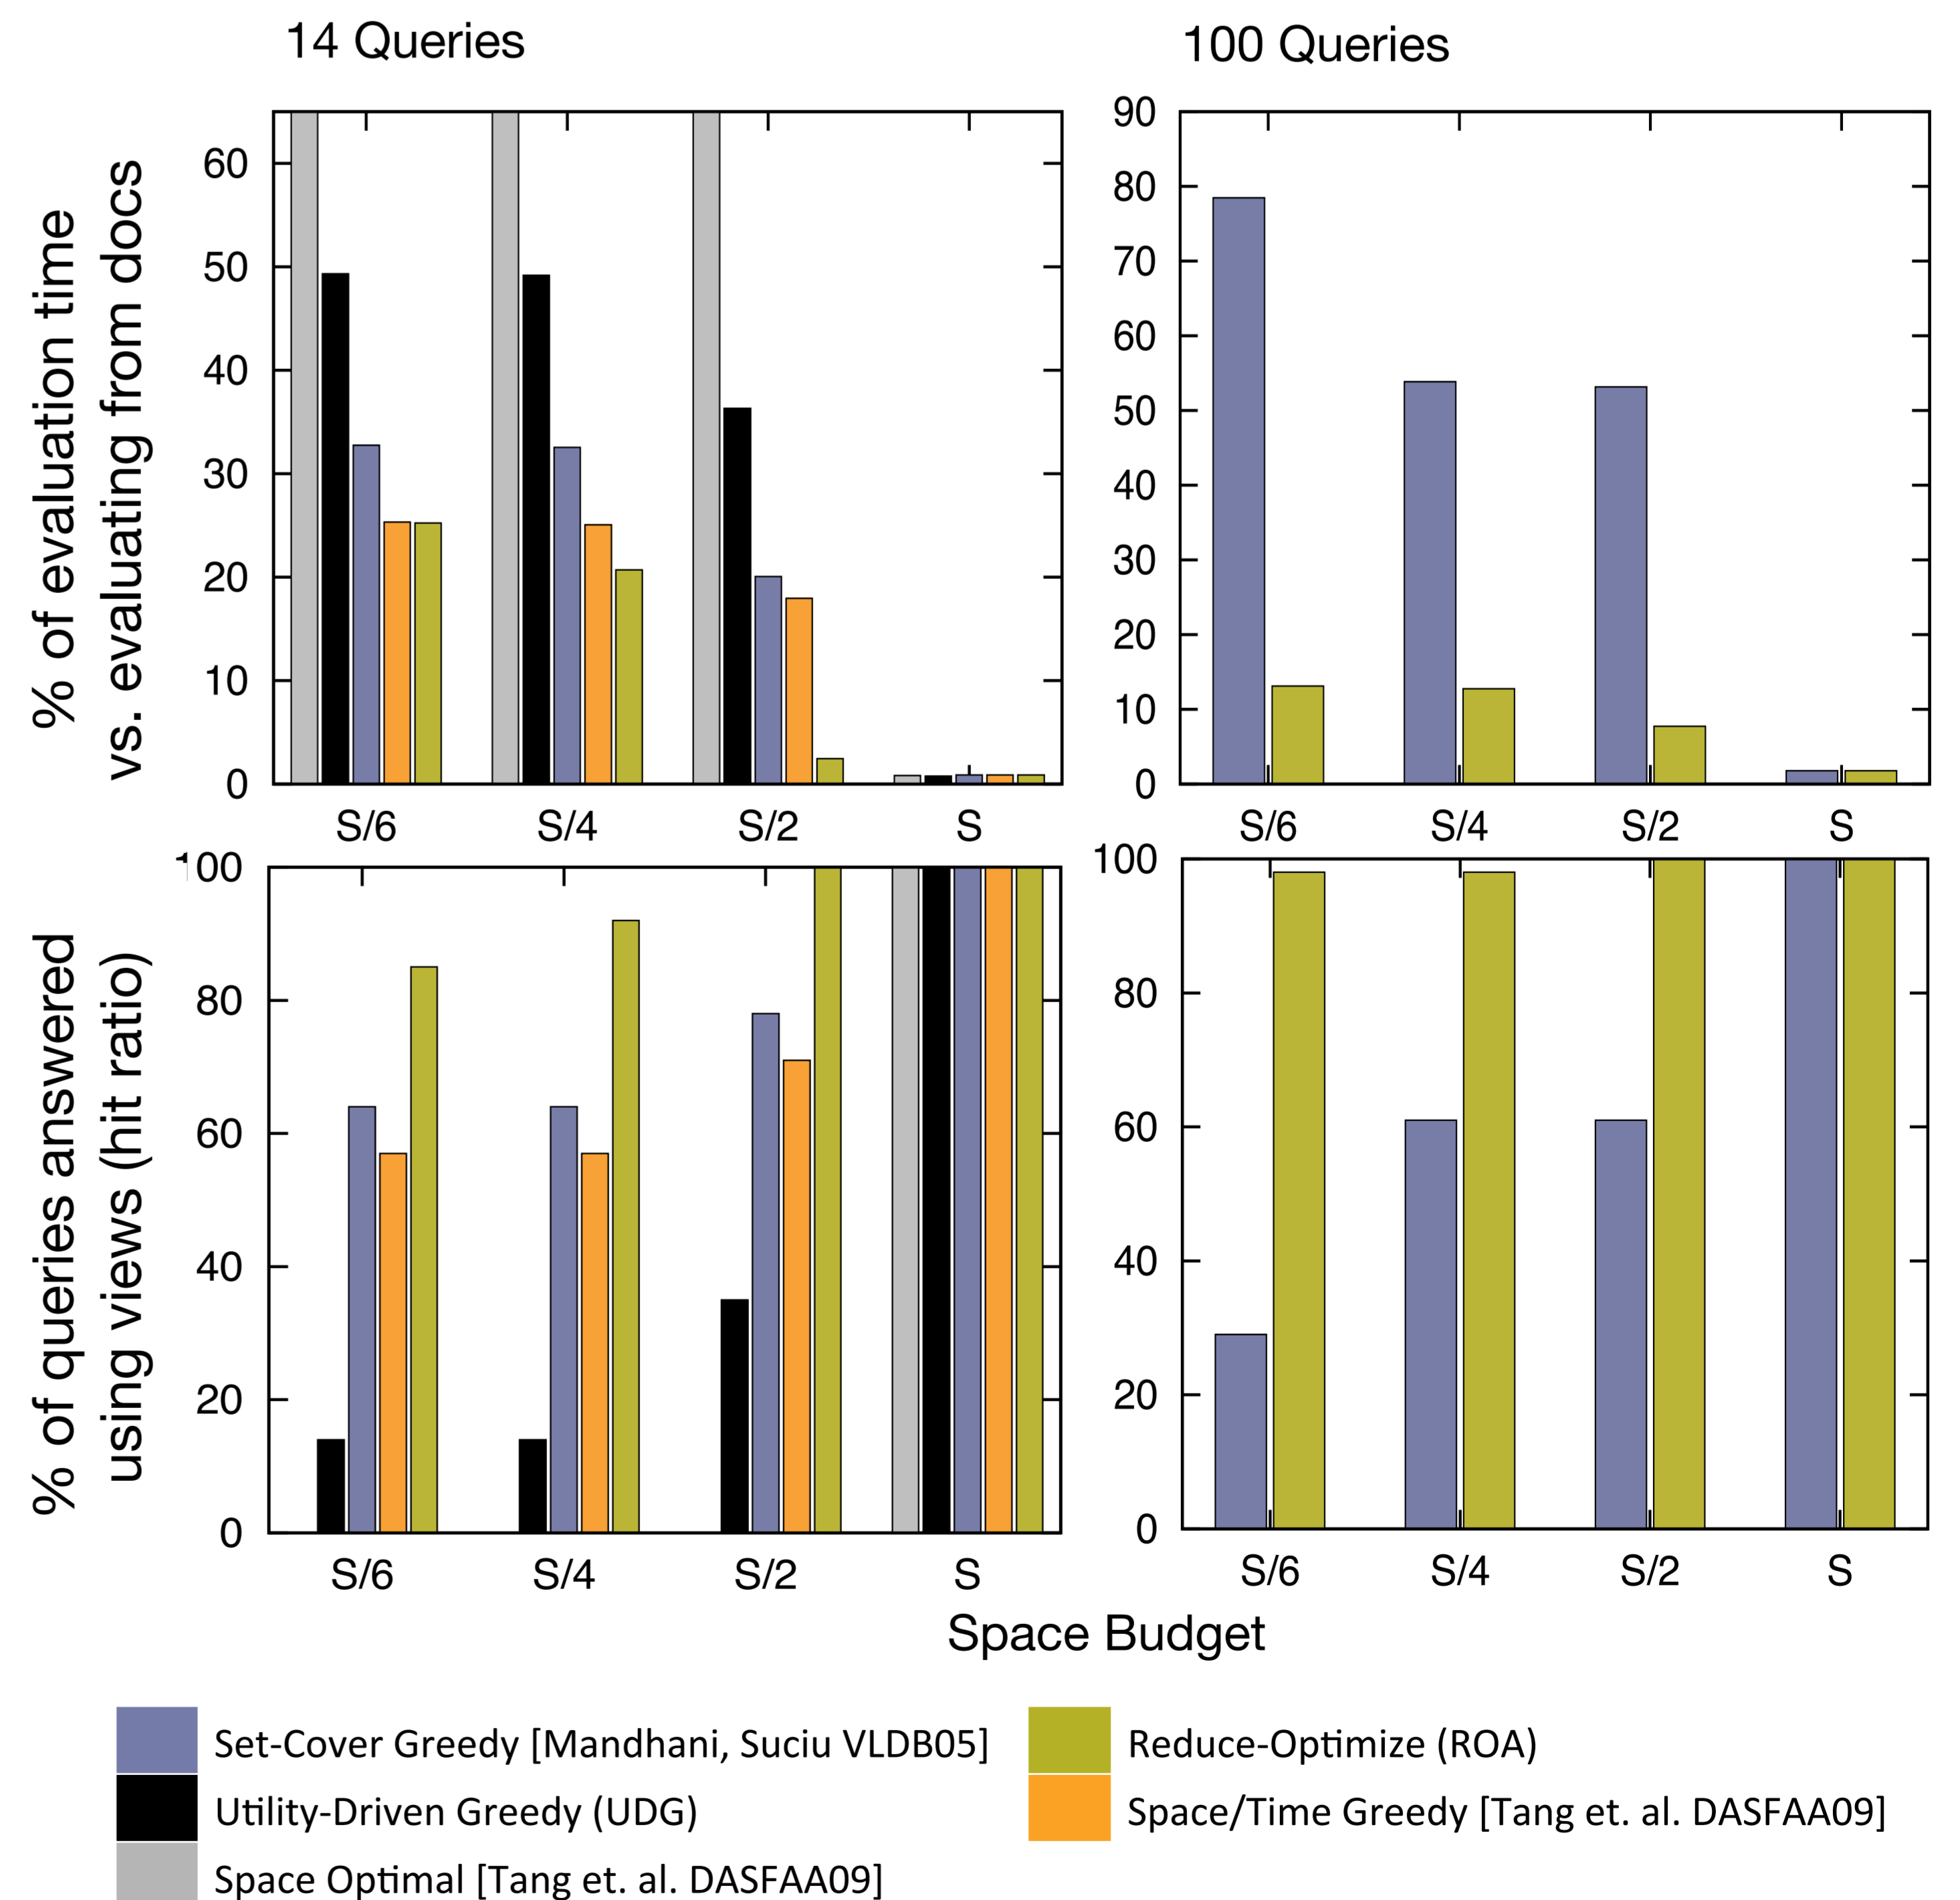 14 Queries
100 Queries
% of evaluation time
vs. evaluating from docs
60
50
40
30
20
10
0
S/6 S/4 S/2 S
90
80
70
60
50
40
30
20
10
0
S/6 S/4 S/2 S
% of queries answered
using views (hit ratio)
100
80
60
40
20
0
S/6 S/4 S/2 S
100
80
60
40
20
0
S/6 S/4 S/2 S
Space Budget
Set-Cover Greedy [Mandhani, Suciu VLDB05]
Utility-Driven Greedy (UDG)
Space Optimal [Tang et. al. DASFAA09]
Reduce-Optimize (ROA)
Space/Time Greedy [Tang et. al. DASFAA09]